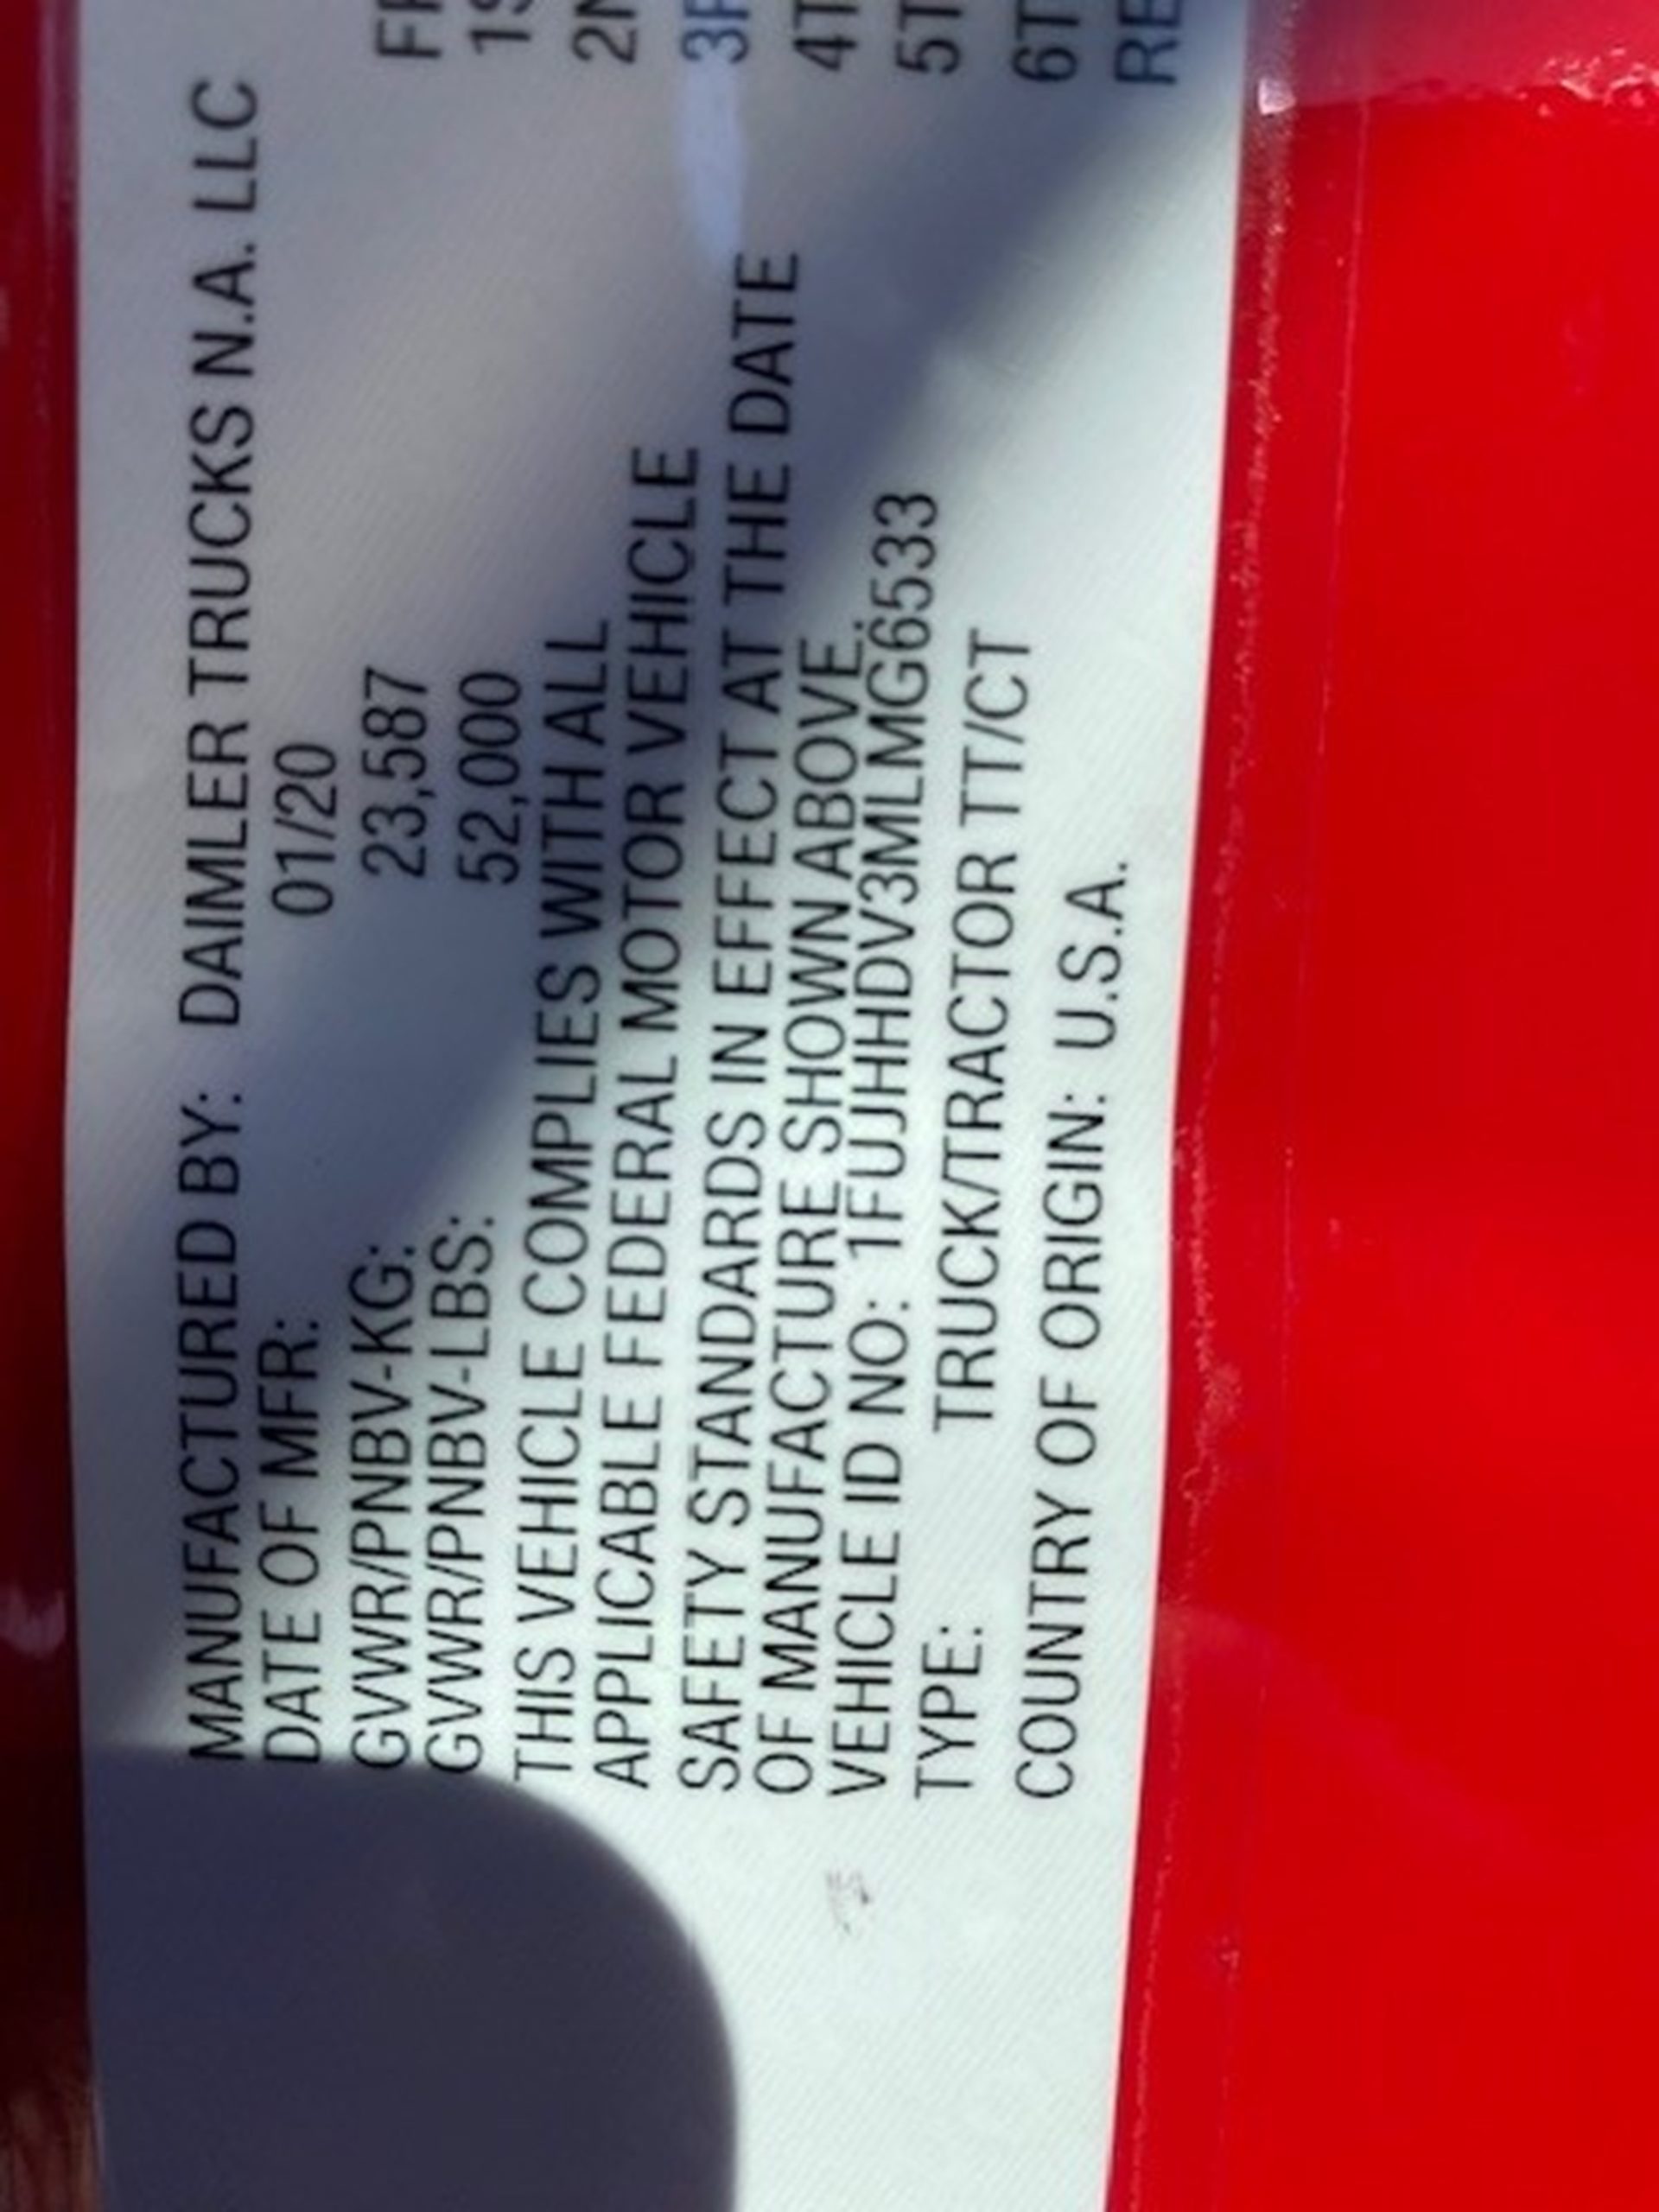 MANUFACTURED BY: DAIMLER TRUCKS N.A. LLC
DATE OF MFR: 01/20
GVWR/PNBV-KG: 23,587
GVWR/PNBV-LBS: 52,000
THIS VEHICLE COMPLIES WITH ALL
APPLICABLE FEDERAL MOTOR VEHICLE
SAFETY STANDARDS IN EFFECT AT THE DATE
OF MANUFACTURE SHOWN ABOVE.
VEHICLE ID NO: 1FUJHHDV3MLMG6533
TYPE: TRUCK/TRACTOR TT/CT
COUNTRY OF ORIGIN: U.S.A.